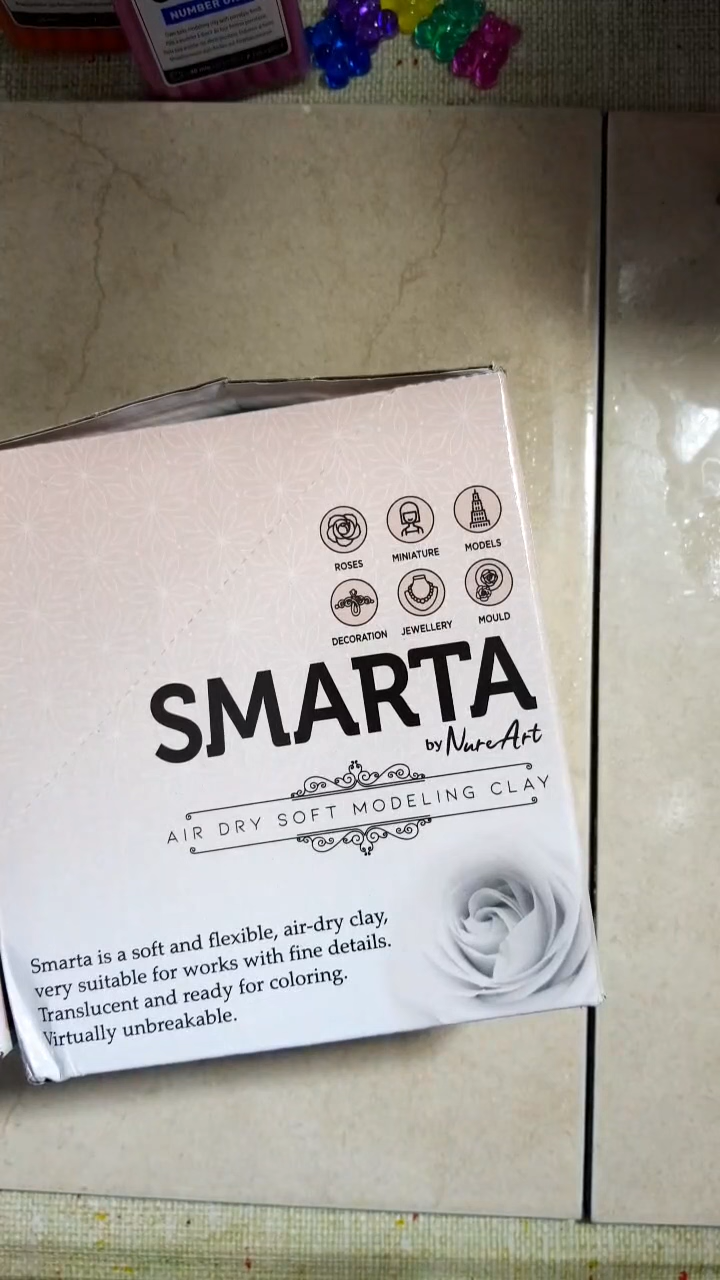 NUMBER
ROSES
MINIATURE
MODELS
DECORATION
JEWELLERY
MOULD
SMARTA
by NureArt
AIR DRY SOFT MODELING CLAY
Smarta is a soft and flexible, air-dry clay,
very suitable for works with fine details.
Translucent and ready for coloring.
Virtually unbreakable.